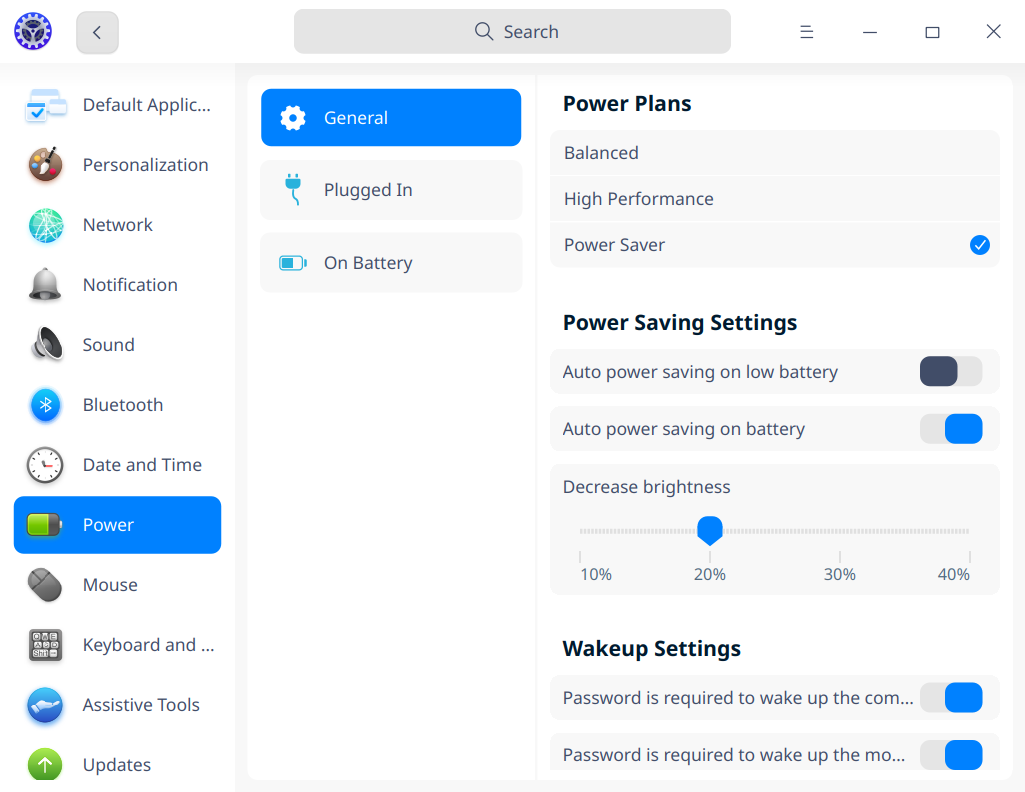 Search
Default Applic...
Personalization
Network
Notification
Sound
Bluetooth
Date and Time
Power
Mouse
Keyboard and ...
Assistive Tools
Updates
General
Plugged In
On Battery
Power Plans
Balanced
High Performance
Power Saver
Power Saving Settings
Auto power saving on low battery
Auto power saving on battery
Decrease brightness
10% 20% 30% 40%
Wakeup Settings
Password is required to wake up the com...
Password is required to wake up the mo...